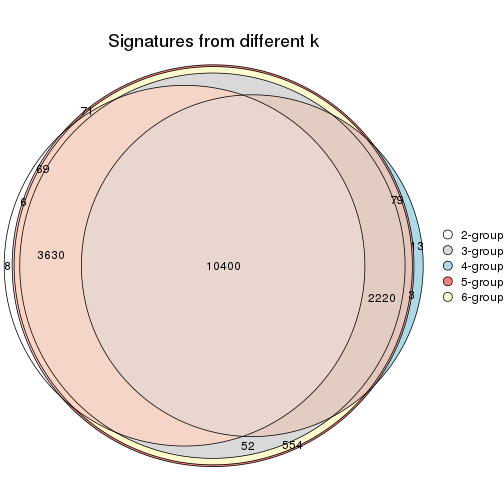 Signatures from different k
71
69
79
6
13
3630
10400
8
2220
3
52
554
2-group
3-group
4-group
5-group
6-group